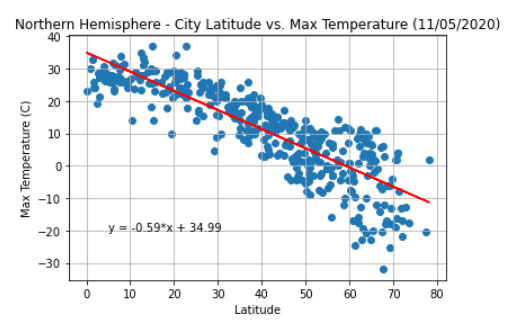 Northern Hemisphere - City Latitude vs. Max Temperature (11/05/2020)
40
30
20
10
0
−10
−20
−30
Max Temperature (C)
y = -0.59*x + 34.99
0 10 20 30 40 50 60 70 80
Latitude